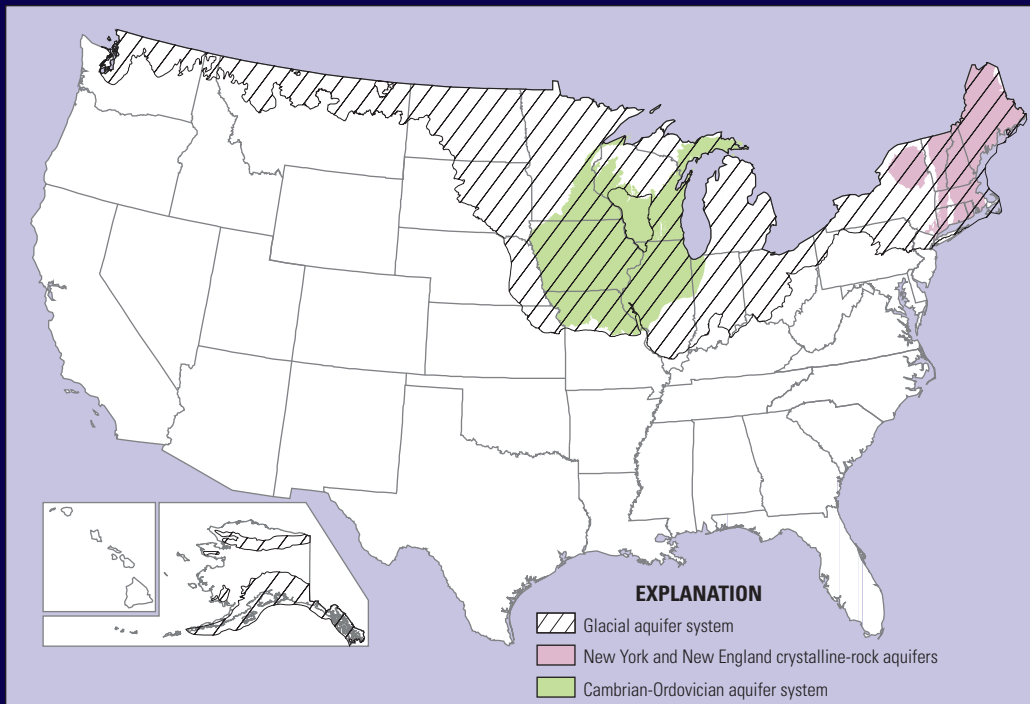 EXPLANATION
Glacial aquifer system
New York and New England crystalline-rock aquifers
Cambrian-Ordovician aquifer system